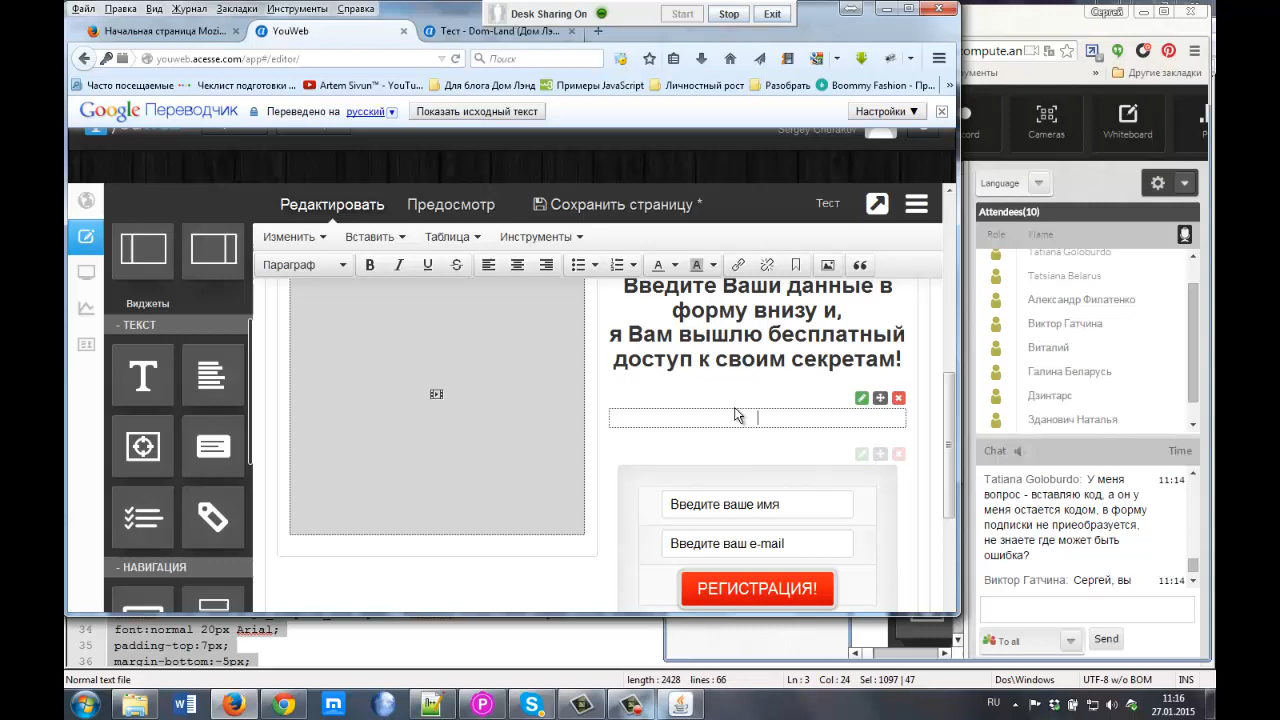 Файл Правка Вид Журнал Закладки Инструменты Справка
Desk Sharing On Start Stop Exit
Сергей
Начальная страница Mozi... YouWeb Тест - Dom-Land (Дом Лэ...
youweb.acesse.com/app#/editor/ Поиск
compute.an
Часто посещаемые Чеклист подготовки ... Artem Sivun™ - YouTu... Для блога Дом Лэнд Примеры JavaScript Личностный рост Разобрать Boommy Fashion - Пр...
Другие закладки
Google Переводчик Переведено на русский Показать исходный текст Настройки ▼
Cameras Whiteboard
Редактировать Предосмотр Сохранить страницу * Тест
Language
Attendees(10)
Role Name
Изменить Вставить Таблица Инструменты
Параграф B I U S A A
Виджеты
- ТЕКСТ
T
- НАВИГАЦИЯ
Введите Ваши данные в
форму внизу и,
я Вам вышлю бесплатный
доступ к своим секретам!
Введите ваше имя
Введите ваш e-mail
РЕГИСТРАЦИЯ!
Tatiana Goloburdo
Tatsiana Belarus
Александр Филатенко
Виктор Гатчина
Виталий
Галина Беларусь
Дзинтарс
Зданович Наталья
Chat Time
Tatiana Goloburdo: У меня 11:14
вопрос - вставляю код, а он у
меня остается кодом, в форму
подписки не приеобразуется,
не знаете где может быть
ошибка?
Виктор Гатчина: Сергей, вы 11:14
To all Send
34 font:normal 20px Arial;
35 padding-top:7px;
36 margin-bottom:-5px;
Normal text file length : 2428 lines : 66 Ln : 3 Col : 24 Sel : 1097 | 47 Dos\Windows UTF-8 w/o BOM INS
RU 11:16
27.01.2015